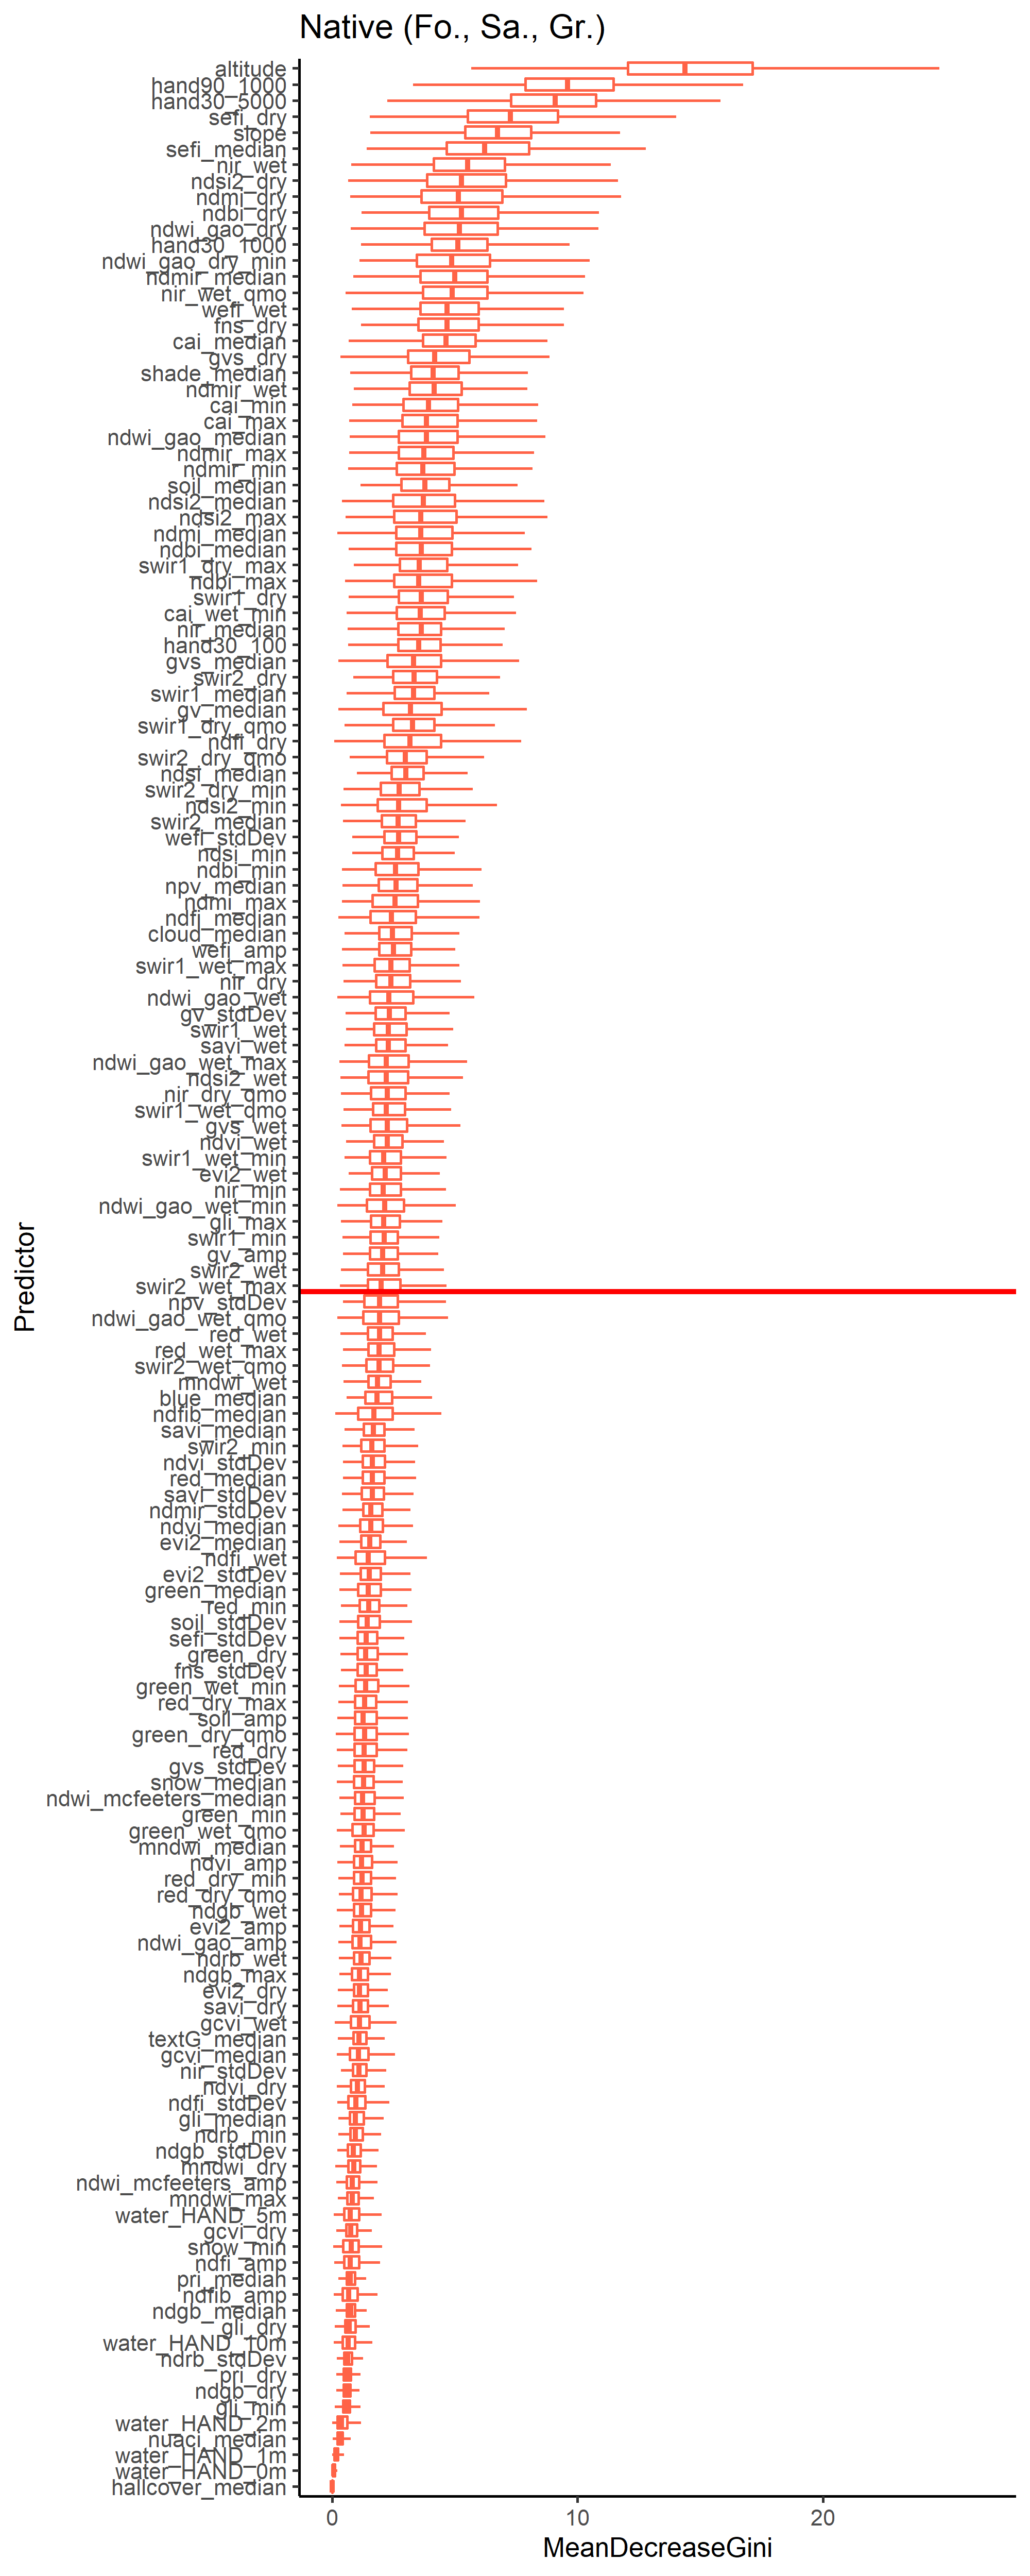 Native (Fo., Sa., Gr.)
altitude
hand90_1000
hand30_5000
sefi_dry
slope
sefi_median
nir_wet
ndsi2_dry
ndmi_dry
ndbi_dry
ndwi_gao_dry
hand30_1000
ndwi_gao_dry_min
ndmir_median
nir_wet_qmo
wefi_wet
fns_dry
cai_median
gvs_dry
shade_median
ndmir_wet
cai_min
cai_max
ndwi_gao_median
ndmir_max
ndmir_min
soil_median
ndsi2_median
ndsi2_max
ndmi_median
ndbi_median
swir1_dry_max
ndbi_max
swir1_dry
cai_wet_min
nir_median
hand30_100
gvs_median
swir2_dry
swir1_median
gv_median
swir1_dry_qmo
ndfi_dry
swir2_dry_qmo
ndsi_median
swir2_dry_min
ndsi2_min
swir2_median
wefi_stdDev
ndsi_min
ndbi_min
npv_median
ndmi_max
ndfi_median
cloud_median
wefi_amp
swir1_wet_max
nir_dry
ndwi_gao_wet
gv_stdDev
swir1_wet
savi_wet
ndwi_gao_wet_max
ndsi2_wet
nir_dry_qmo
swir1_wet_qmo
gvs_wet
ndvi_wet
swir1_wet_min
evi2_wet
nir_min
ndwi_gao_wet_min
gli_max
swir1_min
gv_amp
swir2_wet
swir2_wet_max
npv_stdDev
ndwi_gao_wet_qmo
red_wet
red_wet_max
swir2_wet_qmo
mndwi_wet
blue_median
ndfib_median
savi_median
swir2_min
ndvi_stdDev
red_median
savi_stdDev
ndmir_stdDev
ndvi_median
evi2_median
ndfi_wet
evi2_stdDev
green_median
red_min
soil_stdDev
sefi_stdDev
green_dry
fns_stdDev
green_wet_min
red_dry_max
soil_amp
green_dry_qmo
red_dry
gvs_stdDev
snow_median
ndwi_mcfeeters_median
green_min
green_wet_qmo
mndwi_median
ndvi_amp
red_dry_min
red_dry_qmo
ndgb_wet
evi2_amp
ndwi_gao_amp
ndrb_wet
ndgb_max
evi2_dry
savi_dry
gcvi_wet
textG_median
gcvi_median
nir_stdDev
ndvi_dry
ndfi_stdDev
gli_median
ndrb_min
ndgb_stdDev
mndwi_dry
ndwi_mcfeeters_amp
mndwi_max
water_HAND_5m
gcvi_dry
snow_min
ndfi_amp
pri_median
ndfib_amp
ndgb_median
gli_dry
water_HAND_10m
ndrb_stdDev
pri_dry
ndgb_dry
gli_min
water_HAND_2m
nuaci_median
water_HAND_1m
water_HAND_0m
hallcover_median
Predictor
0
10
20
MeanDecreaseGini